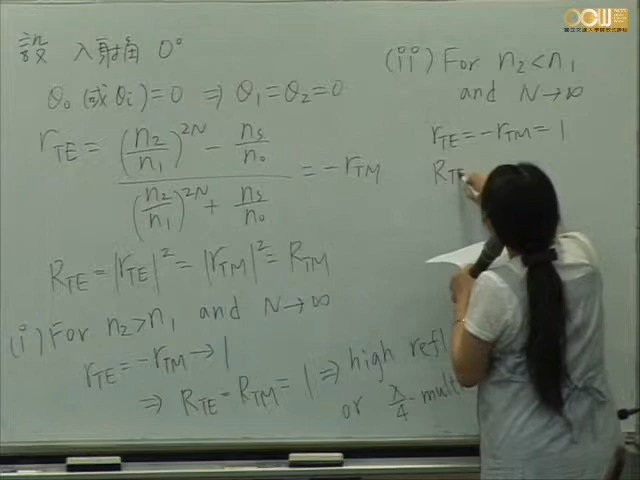 設 入射角 0°
θ₀ (或 θᵢ) = 0 ⇒ θ₁ = θ₂ = 0
r_TE = ((n₂/n₁)^2N − n_s/n₀) / ((n₂/n₁)^2N + n_s/n₀) = −r_TM
R_TE = |r_TE|² = |r_TM|² = R_TM
(i) For n₂>n₁ and N→∞
r_TE = −r_TM → 1
⇒ R_TE = R_TM = 1 ⇒ high refl
or λ/4 - mult
(ii) For n₂<n₁
and N→∞
r_TE = −r_TM = 1
R_TE
OCW